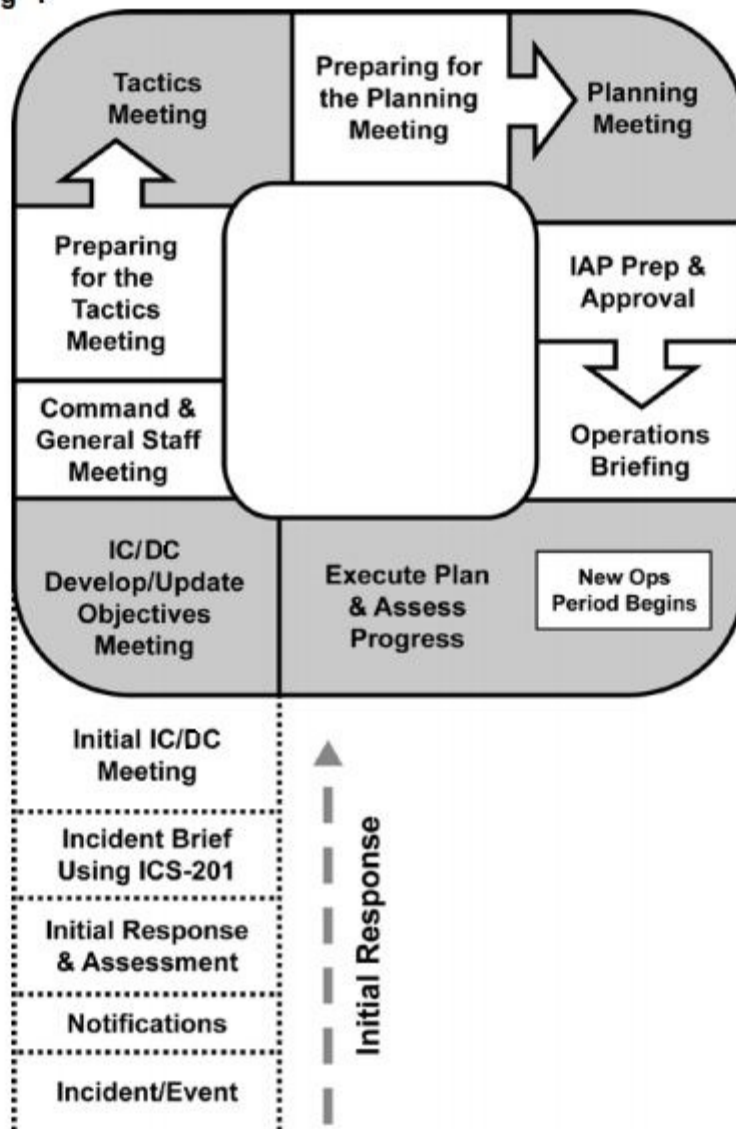 Tactics
Meeting
Preparing for
the Planning
Meeting
Planning
Meeting
Preparing
for the
Tactics
Meeting
IAP Prep &
Approval
Command &
General Staff
Meeting
Operations
Briefing
IC/DC
Develop/Update
Objectives
Meeting
Execute Plan
& Assess
Progress
New Ops
Period Begins
Initial IC/DC
Meeting
Incident Brief
Using ICS-201
Initial Response
& Assessment
Notifications
Incident/Event
Initial Response